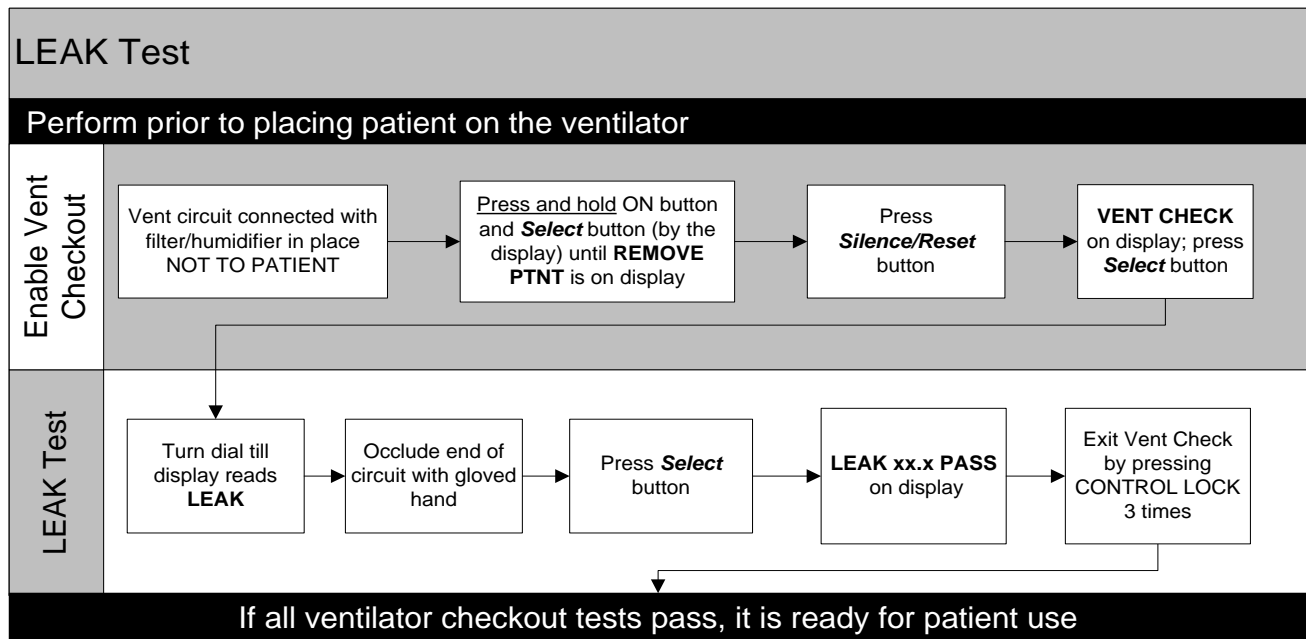 LEAK Test
Perform prior to placing patient on the ventilator
Enable Vent
Checkout
Vent circuit connected with
filter/humidifier in place
NOT TO PATIENT
Press and hold ON button
and Select button (by the
display) until REMOVE
PTNT is on display
Press
Silence/Reset
button
VENT CHECK
on display; press
Select button
LEAK Test
Turn dial till
display reads
LEAK
Occlude end of
circuit with gloved
hand
Press Select
button
LEAK xx.x PASS
on display
Exit Vent Check
by pressing
CONTROL LOCK
3 times
If all ventilator checkout tests pass, it is ready for patient use